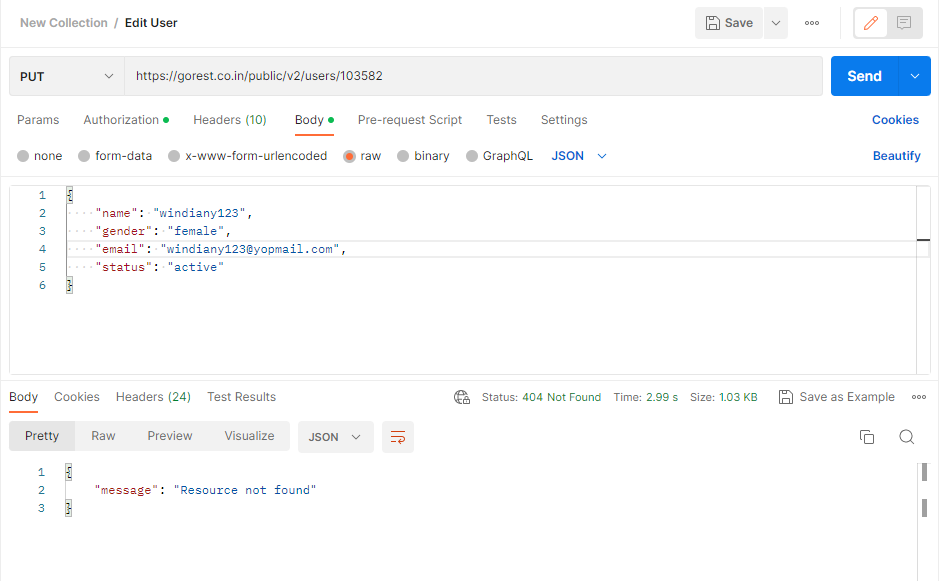 New Collection / Edit User
Save
PUT
https://gorest.co.in/public/v2/users/103582
Send
Params Authorization Headers (10) Body Pre-request Script Tests Settings Cookies
none form-data x-www-form-urlencoded raw binary GraphQL JSON Beautify
1 {
2 "name": "windiany123",
3 "gender": "female",
4 "email": "windiany123@yopmail.com",
5 "status": "active"
6 }
Body Cookies Headers (24) Test Results Status: 404 Not Found Time: 2.99 s Size: 1.03 KB Save as Example
Pretty Raw Preview Visualize JSON
1 {
2 "message": "Resource not found"
3 }